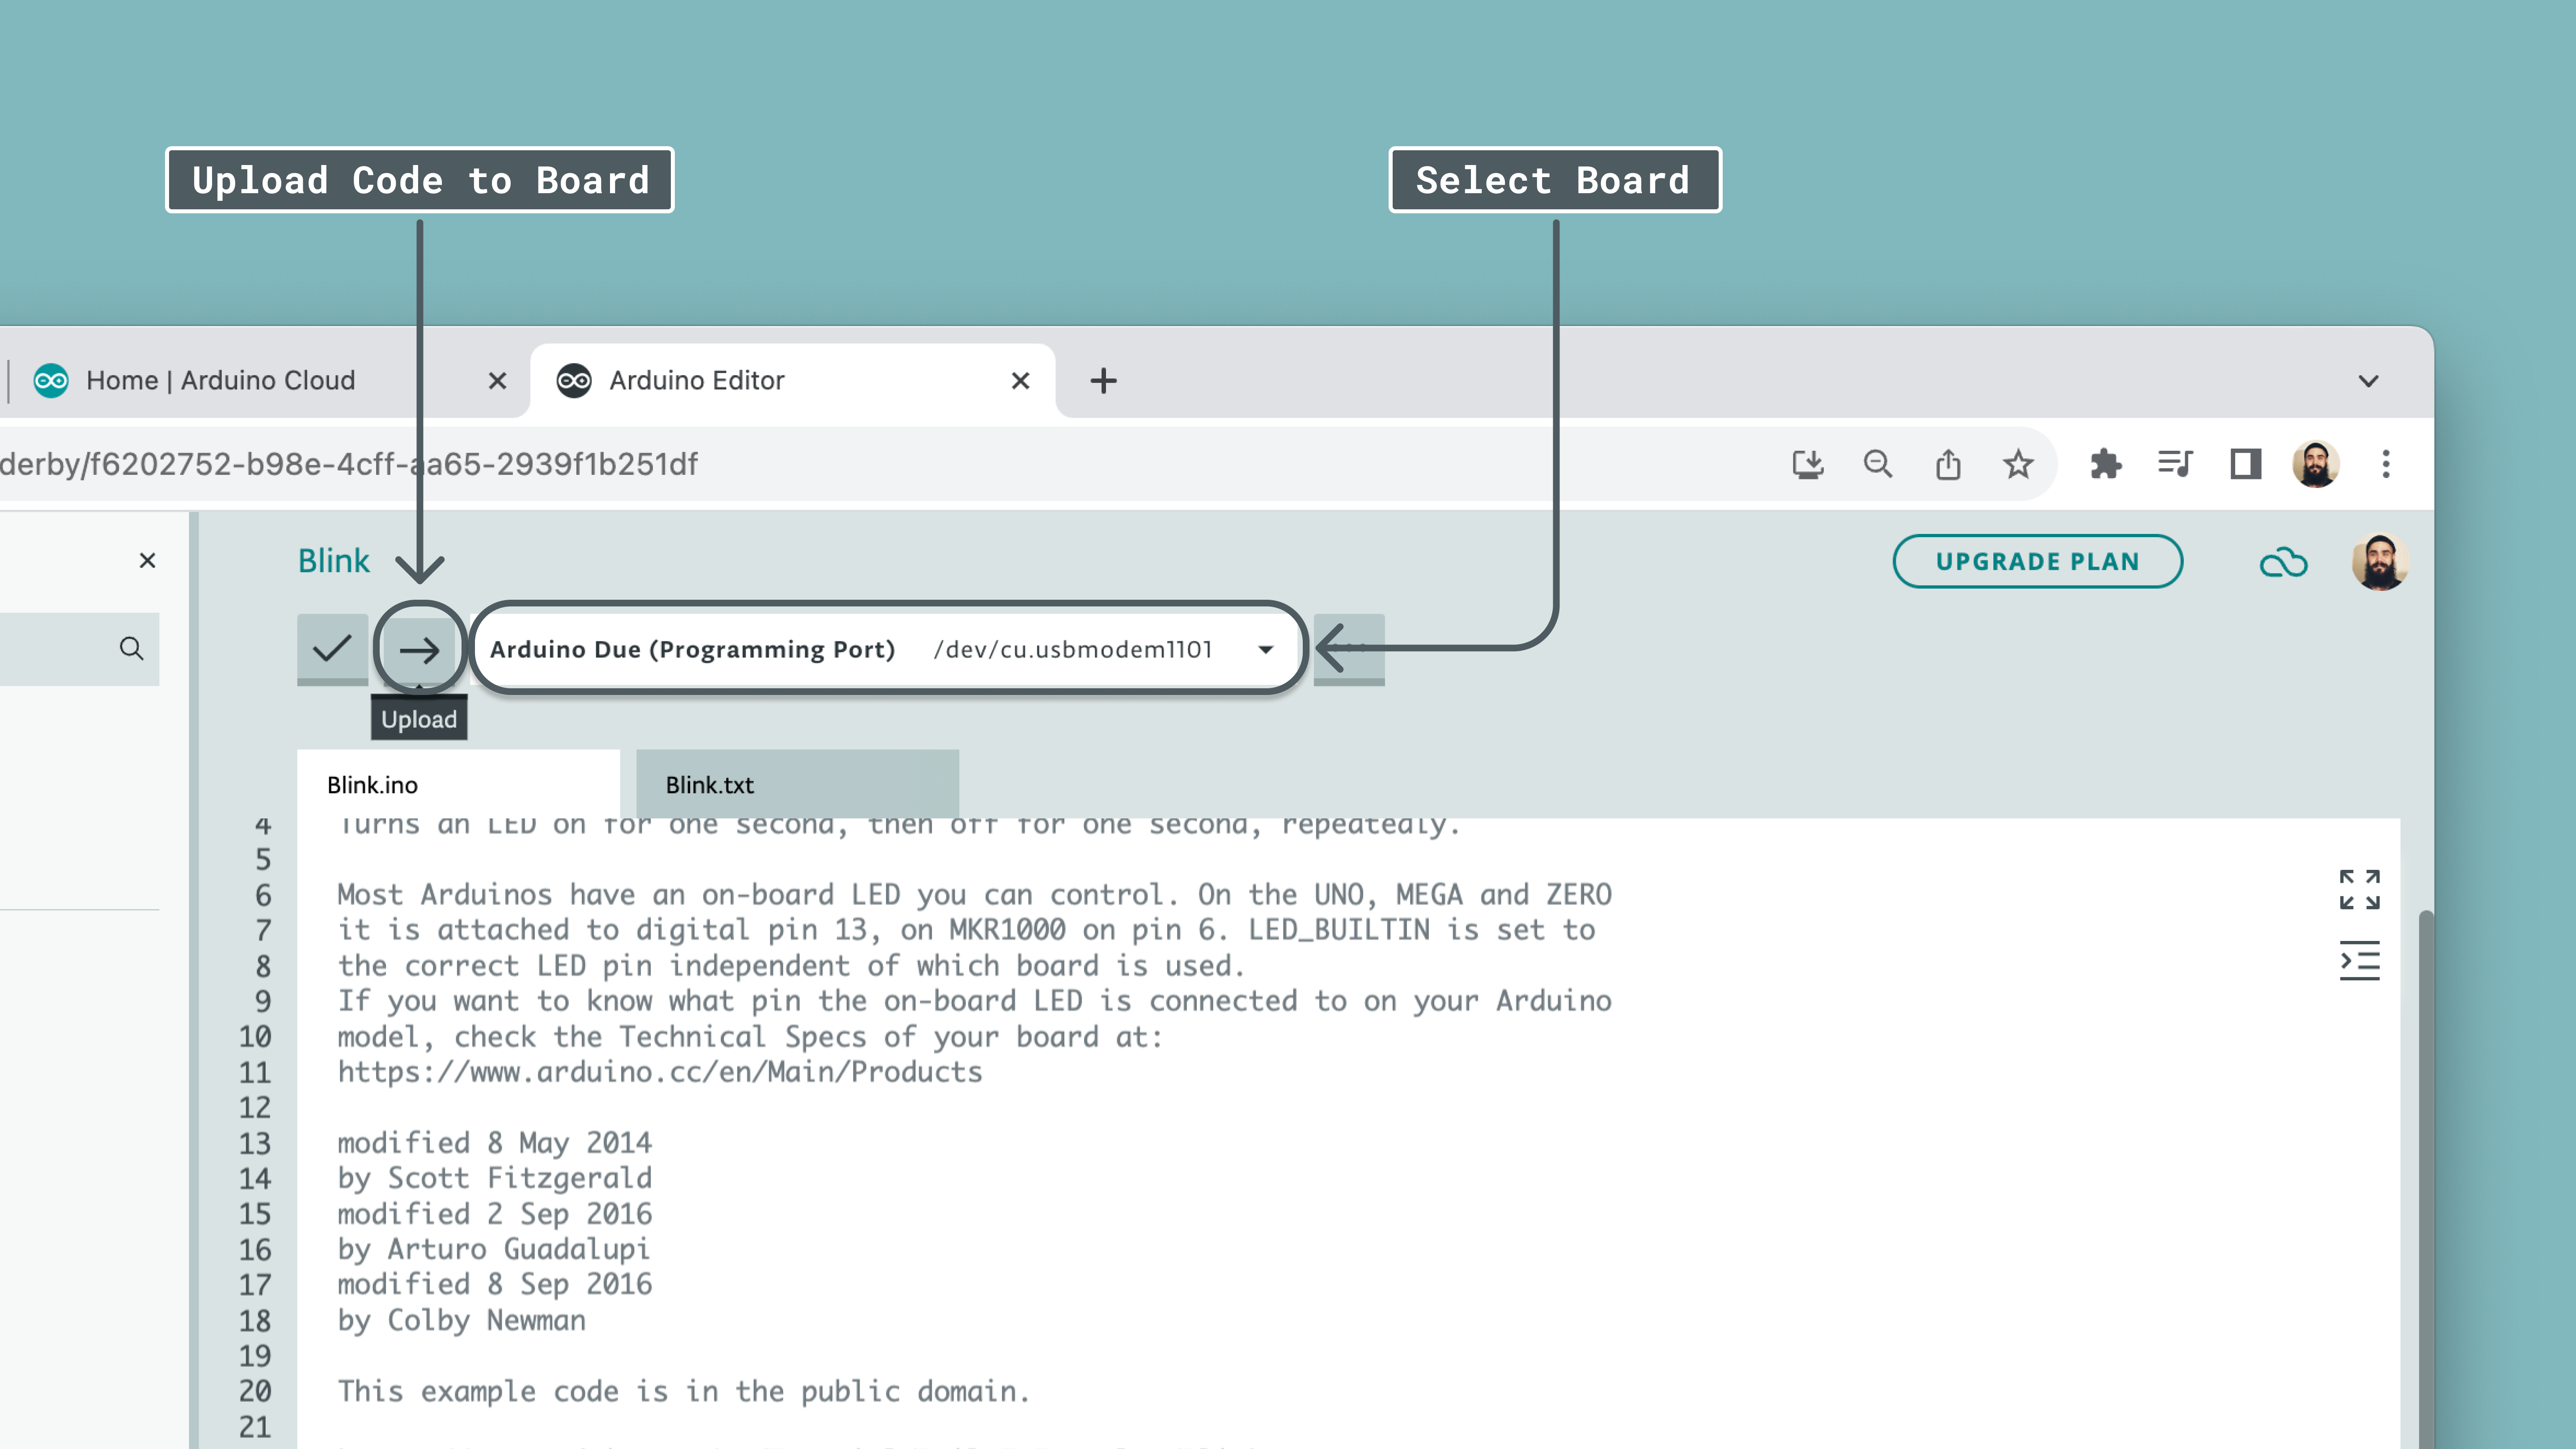 Upload Code to Board
Select Board
Home | Arduino Cloud
Arduino Editor
derby/f6202752-b98e-4cff-aa65-2939f1b251df
Blink
UPGRADE PLAN
Arduino Due (Programming Port) /dev/cu.usbmodem1101
Upload
Blink.ino
Blink.txt
4 Turns an LED on for one second, then off for one second, repeatedly.
5
6 Most Arduinos have an on-board LED you can control. On the UNO, MEGA and ZERO
7 it is attached to digital pin 13, on MKR1000 on pin 6. LED_BUILTIN is set to
8 the correct LED pin independent of which board is used.
9 If you want to know what pin the on-board LED is connected to on your Arduino
10 model, check the Technical Specs of your board at:
11 https://www.arduino.cc/en/Main/Products
12
13 modified 8 May 2014
14 by Scott Fitzgerald
15 modified 2 Sep 2016
16 by Arturo Guadalupi
17 modified 8 Sep 2016
18 by Colby Newman
19
20 This example code is in the public domain.
21